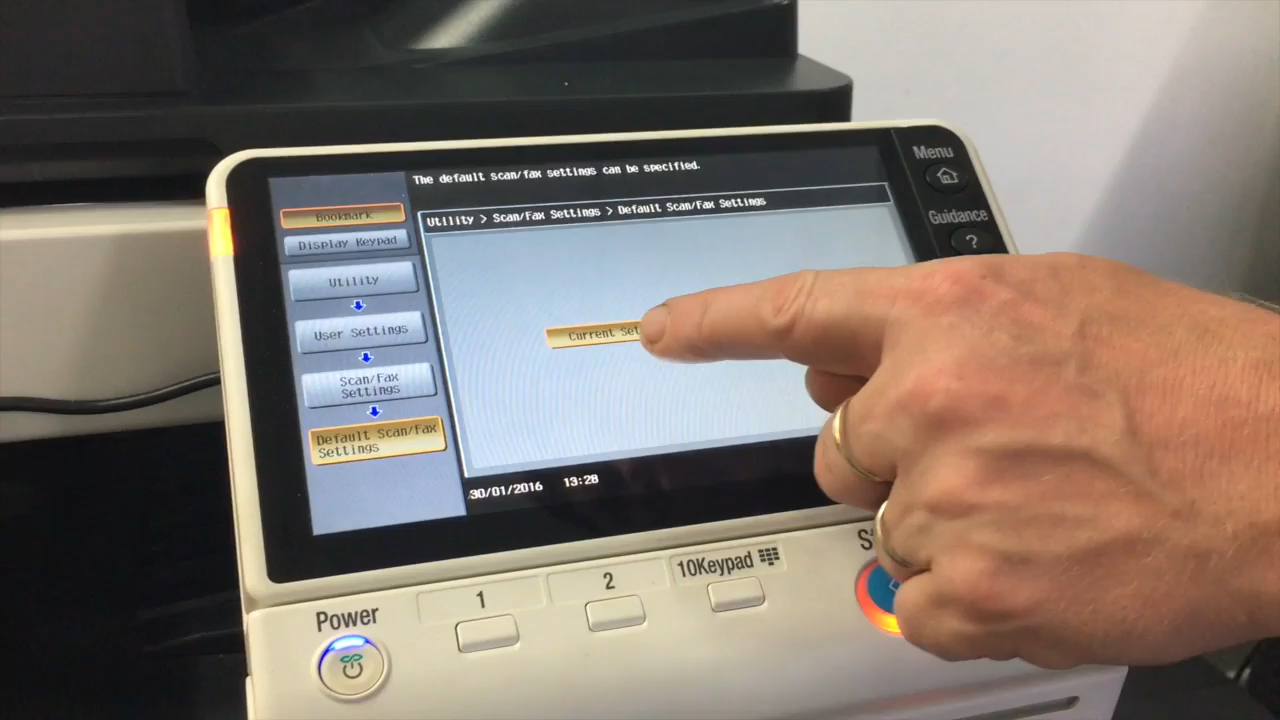 The default scan/fax settings can be specified.
Bookmark
Display Keypad
Utility > Scan/Fax Settings > Default Scan/Fax Settings
Utility
User Settings
Scan/Fax
Settings
Default Scan/Fax
Settings
Current Set
30/01/2016 13:28
Menu
Guidance
?
Power
1
2
10Keypad